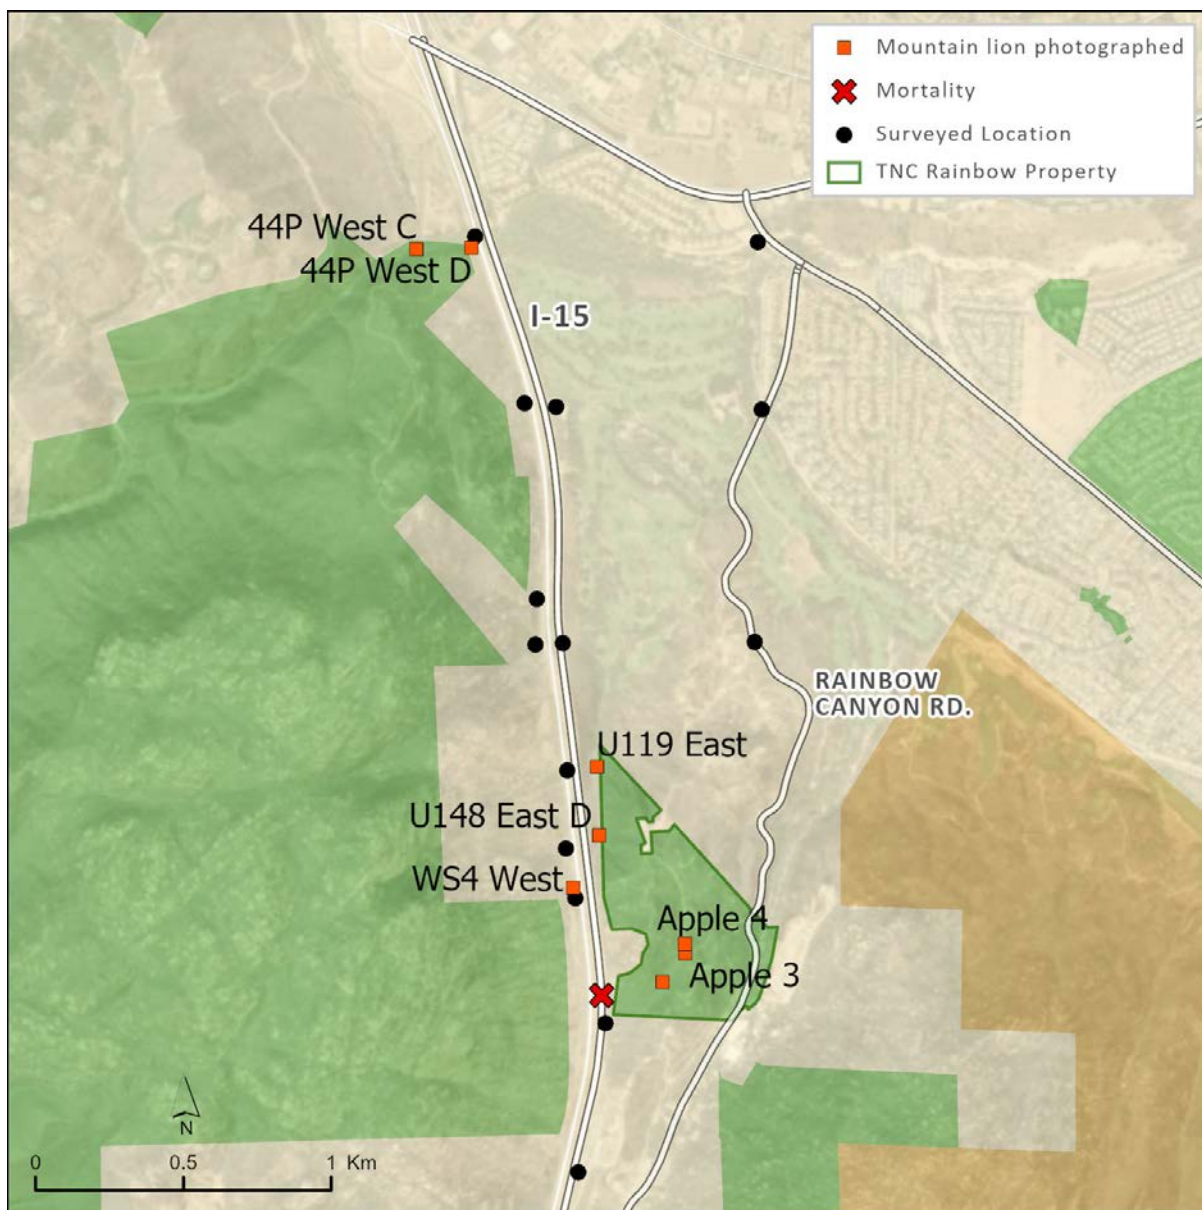 Mountain lion photographed
Mortality
Surveyed Location
TNC Rainbow Property
44P West C
44P West D
I-15
RAINBOW
CANYON RD.
U119 East
U148 East D
WS4 West
Apple 4
Apple 3
N
0 0.5 1 Km